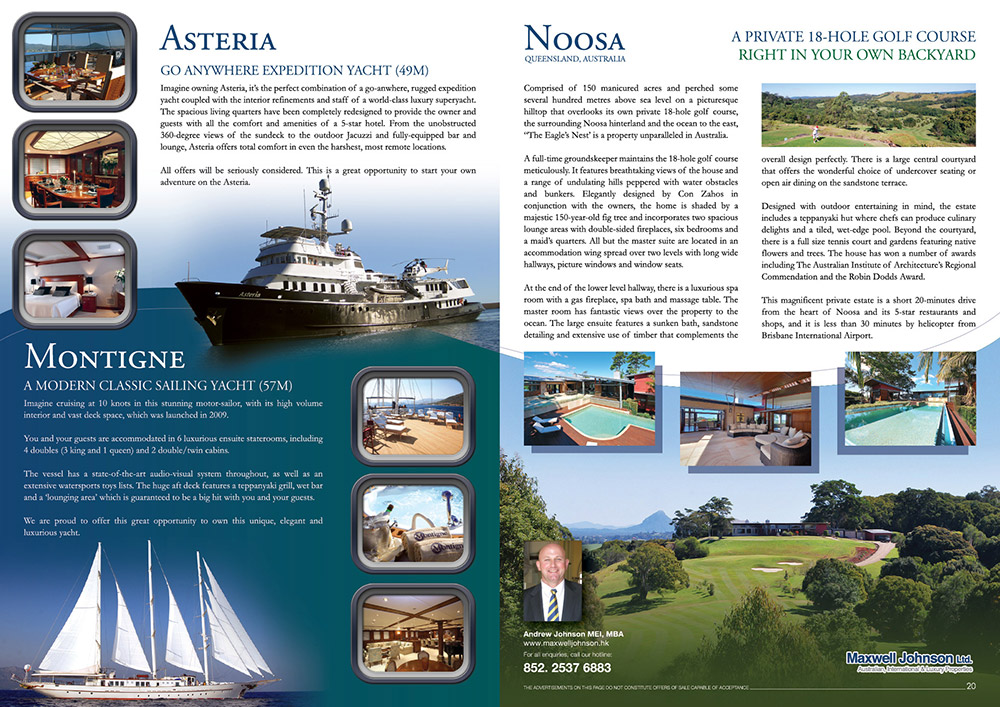 ASTERIA
GO ANYWHERE EXPEDITION YACHT (49M)
Imagine owning Asteria, it's the perfect combination of a go-anwhere, rugged expedition
yacht coupled with the interior refinements and staff of a world-class luxury superyacht.
The spacious living quarters have been completely redesigned to provide the owner and
guests with all the comfort and amenities of a 5-star hotel. From the unobstructed
360-degree views of the sundeck to the outdoor Jacuzzi and fully-equipped bar and
lounge, Asteria offers total comfort in even the harshest, most remote locations.
All offers will be seriously considered. This is a great opportunity to start your own
adventure on the Asteria.
Asteria
MONTIGNE
A MODERN CLASSIC SAILING YACHT (57M)
Imagine cruising at 10 knots in this stunning motor-sailor, with its high volume
interior and vast deck space, which was launched in 2009.
You and your guests are accommodated in 6 luxurious ensuite staterooms, including
4 doubles (3 king and 1 queen) and 2 double/twin cabins.
The vessel has a state-of-the-art audio-visual system throughout, as well as an
extensive watersports toys lists. The huge aft deck features a teppanyaki grill, wet bar
and a 'lounging area' which is guaranteed to be a big hit with you and your guests.
We are proud to offer this great opportunity to own this unique, elegant and
luxurious yacht.
NOOSA
QUEENSLAND, AUSTRALIA
A PRIVATE 18-HOLE GOLF COURSE
RIGHT IN YOUR OWN BACKYARD
Comprised of 150 manicured acres and perched some
several hundred metres above sea level on a picturesque
hilltop that overlooks its own private 18-hole golf course,
the surrounding Noosa hinterland and the ocean to the east,
"The Eagle's Nest' is a property unparalleled in Australia.
A full-time groundskeeper maintains the 18-hole golf course
meticulously. It features breathtaking views of the house and
a range of undulating hills peppered with water obstacles
and bunkers. Elegantly designed by Con Zahos in
conjunction with the owners, the home is shaded by a
majestic 150-year-old fig tree and incorporates two spacious
lounge areas with double-sided fireplaces, six bedrooms and
a maid's quarters. All but the master suite are located in an
accommodation wing spread over two levels with long wide
hallways, picture windows and window seats.
At the end of the lower level hallway, there is a luxurious spa
room with a gas fireplace, spa bath and massage table. The
master room has fantastic views over the property to the
ocean. The large ensuite features a sunken bath, sandstone
detailing and extensive use of timber that complements the
overall design perfectly. There is a large central courtyard
that offers the wonderful choice of undercover seating or
open air dining on the sandstone terrace.
Designed with outdoor entertaining in mind, the estate
includes a teppanyaki hut where chefs can produce culinary
delights and a tiled, wet-edge pool. Beyond the courtyard,
there is a full size tennis court and gardens featuring native
flowers and trees. The house has won a number of awards
including The Australian Institute of Architecture's Regional
Commendation and the Robin Dodds Award.
This magnificent private estate is a short 20-minutes drive
from the heart of Noosa and its 5-star restaurants and
shops, and it is less than 30 minutes by helicopter from
Brisbane International Airport.
Andrew Johnson MEI, MBA
www.maxwelljohnson.hk
For all enquiries, call our hotline:
852. 2537 6883
Maxwell Johnson Ltd.
Australian, International & Luxury Properties
THE ADVERTISEMENTS ON THIS PAGE DO NOT CONSTITUTE OFFERS OF SALE CAPABLE OF ACCEPTANCE
20